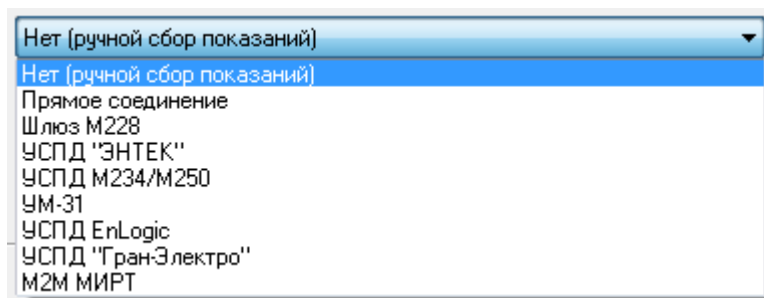 Нет (ручной сбор показаний)
Нет (ручной сбор показаний)
Прямое соединение
Шлюз М228
УСПД "ЭНТЕК"
УСПД М234/М250
УМ-31
УСПД EnLogic
УСПД "Гран-Электро"
М2М МИРТ